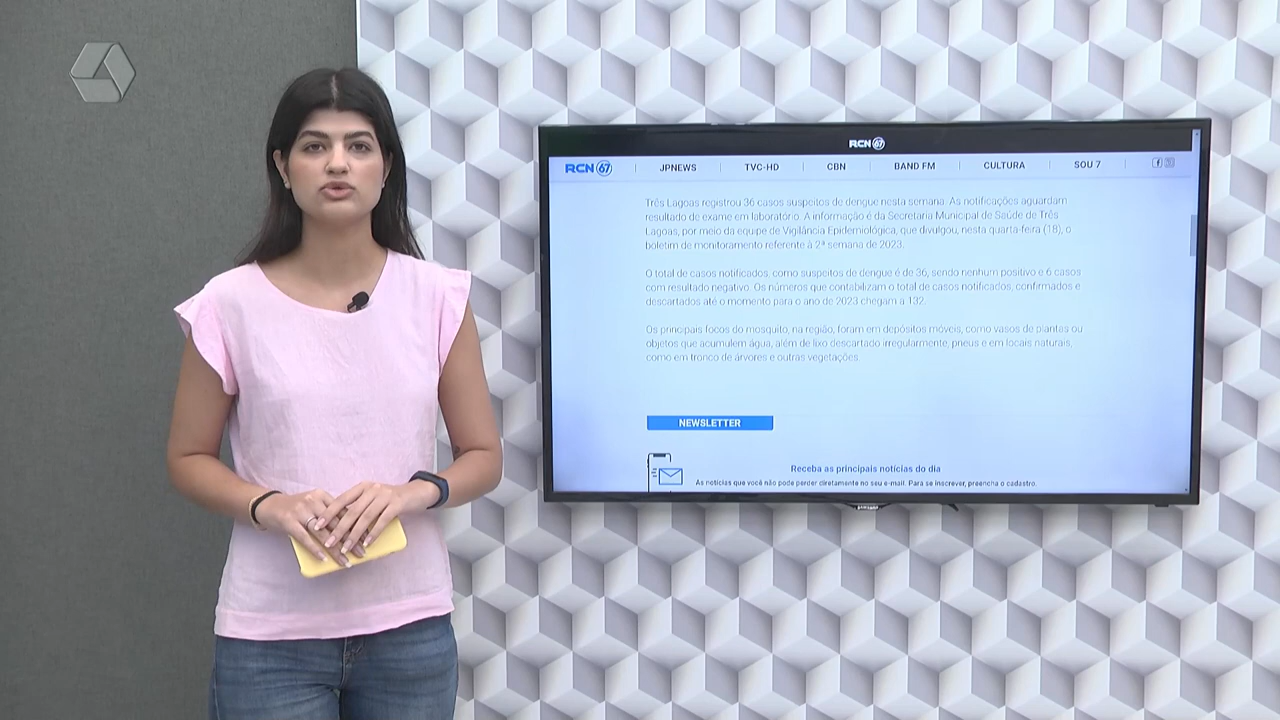 RCN 67
RCN 67 JPNEWS TVC-HD CBN BAND FM CULTURA SOU 7
Três Lagoas registrou 36 casos suspeitos de dengue nesta semana. As notificações aguardam
resultado de exame em laboratório. A informação é da Secretaria Municipal de Saúde de Três
Lagoas, por meio da equipe de Vigilância Epidemiológica, que divulgou, nesta quarta-feira (18), o
boletim de monitoramento referente à 2ª semana de 2023.
O total de casos notificados, como suspeitos de dengue é de 36, sendo nenhum positivo e 6 casos
com resultado negativo. Os números que contabilizam o total de casos notificados, confirmados e
descartados até o momento para o ano de 2023 chegam a 132.
Os principais focos do mosquito, na região, foram em depósitos móveis, como vasos de plantas ou
objetos que acumulem água, além de lixo descartado irregularmente, pneus e em locais naturais,
como em tronco de árvores e outras vegetações.
NEWSLETTER
Receba as principais notícias do dia
As notícias que você não pode perder diretamente no seu e-mail. Para se inscrever, preencha o cadastro.
SAMSUNG